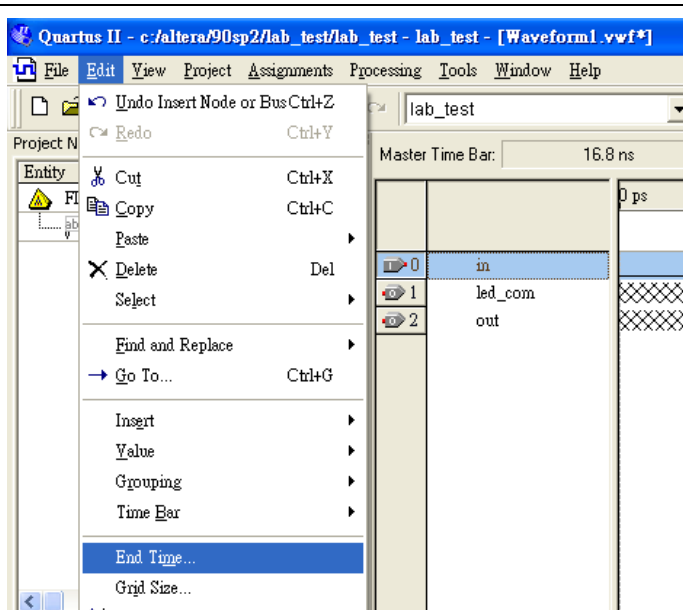 Quartus II - c:/altera/90sp2/lab_test/lab_test - lab_test - [Waveform1.vwf*]
File Edit View Project Assignments Processing Tools Window Help
lab_test
Project N
Entity
Undo Insert Node or Bus Ctrl+Z
Redo Ctrl+Y
Cut Ctrl+X
Copy Ctrl+C
Paste
Delete Del
Select
Find and Replace
Go To... Ctrl+G
Insert
Value
Grouping
Time Bar
End Time...
Grid Size...
Master Time Bar: 16.8 ns
0 ps
0 in
1 led_com
2 out